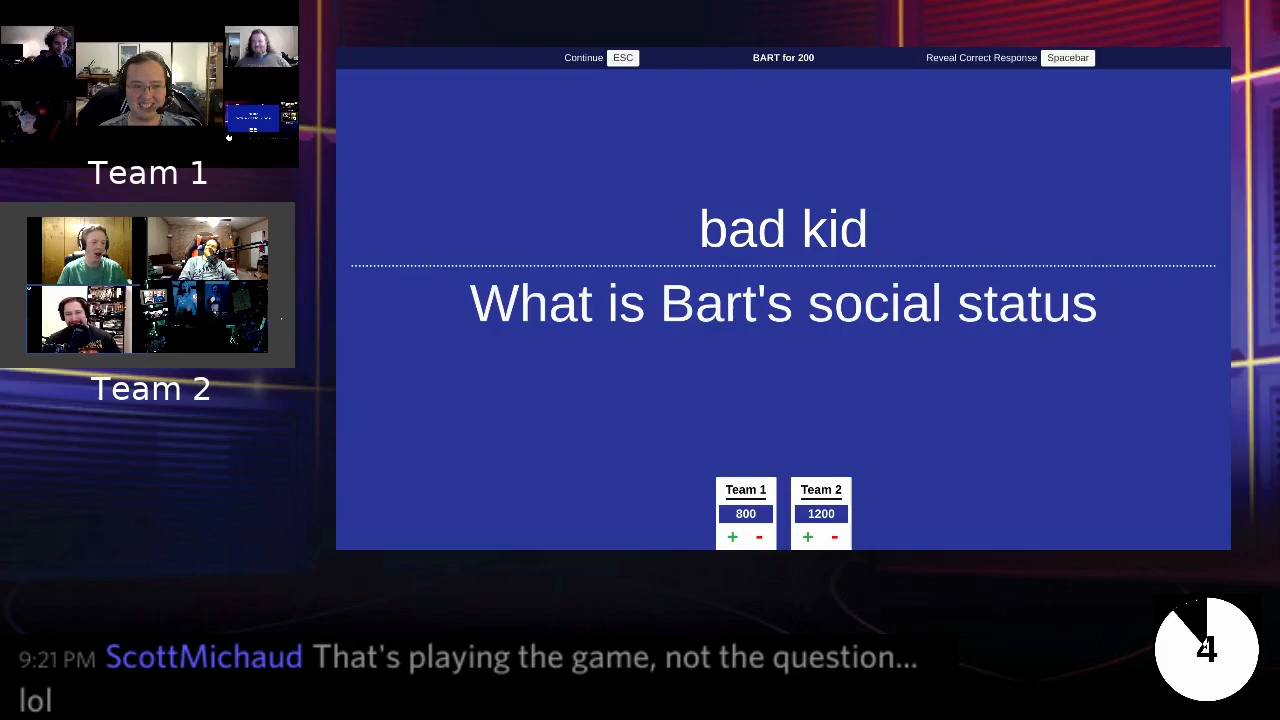 Team 1
Team 2
Continue ESC
BART for 200
Reveal Correct Response Spacebar
bad kid
What is Bart's social status
Team 1
800
+ -
Team 2
1200
+ -
9:21 PM ScottMichaud That's playing the game, not the question...
lol
4